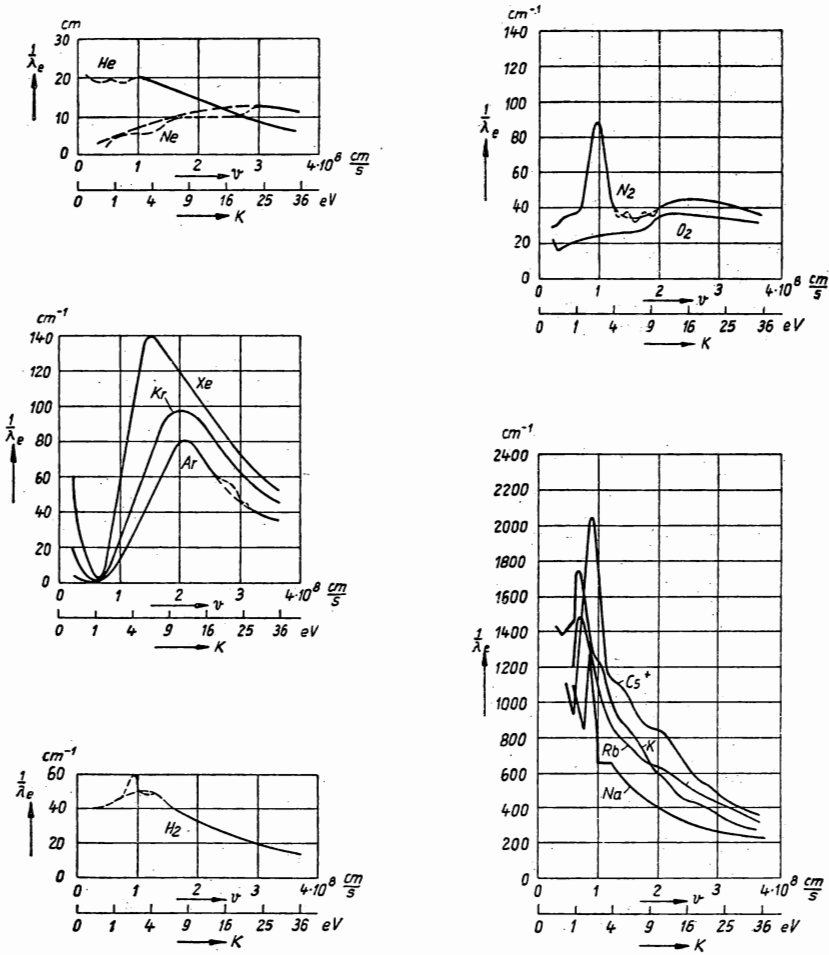 cm
30
20
10
0
1/λe
He
Ne
1 2 3 4·10⁸ cm/s
v
0 1 4 9 16 25 36 eV
K
cm⁻¹
140
120
100
80
60
40
20
0
1/λe
Xe
Kr
Ar
1 2 3 4·10⁸ cm/s
v
0 1 4 9 16 25 36 eV
K
cm⁻¹
60
40
20
0
1/λe
H2
1 2 3 4·10⁸ cm/s
v
0 1 4 9 16 25 36 eV
K
cm⁻¹
140
120
100
80
60
40
20
0
1/λe
N2
O2
0 1 2 3 4·10⁸ cm/s
v
0 1 4 9 16 25 36 eV
K
cm⁻¹
2400
2200
2000
1800
1600
1400
1200
1000
800
600
400
200
1/λe
Cs⁺
Rb
K
Na
0 1 2 3 4·10⁸ cm/s
v
0 1 4 9 16 25 36 eV
K